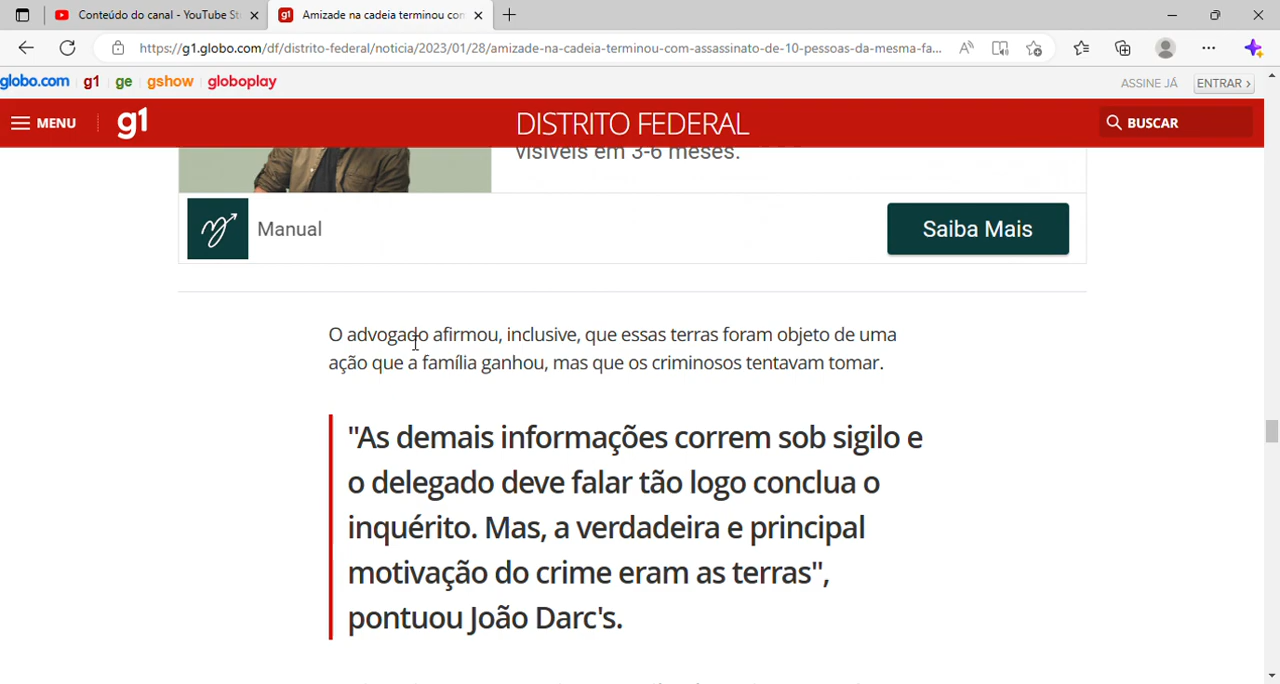 Conteúdo do canal - YouTube St
Amizade na cadeia terminou con
https://g1.globo.com/df/distrito-federal/noticia/2023/01/28/amizade-na-cadeia-terminou-com-assassinato-de-10-pessoas-da-mesma-fa...
globo.com g1 ge gshow globoplay
ASSINE JÁ ENTRAR ›
MENU g1 DISTRITO FEDERAL BUSCAR
visíveis em 3-6 meses.
Manual
Saiba Mais
O advogado afirmou, inclusive, que essas terras foram objeto de uma
ação que a família ganhou, mas que os criminosos tentavam tomar.
"As demais informações correm sob sigilo e
o delegado deve falar tão logo conclua o
inquérito. Mas, a verdadeira e principal
motivação do crime eram as terras",
pontuou João Darc's.